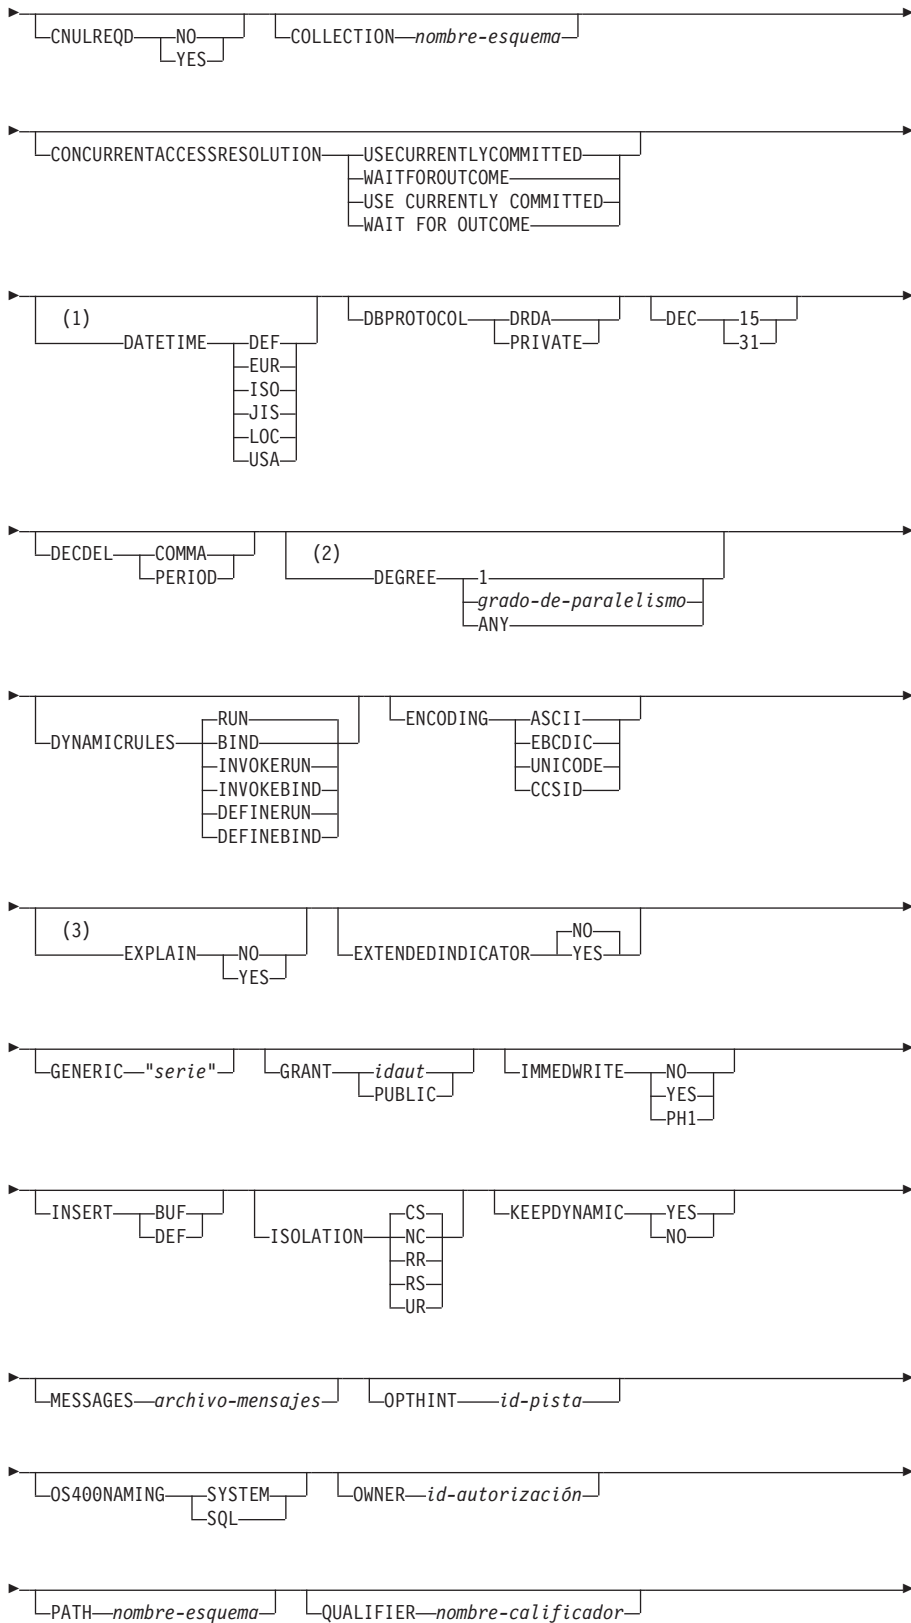 CNULREQD NO COLLECTION nombre-esquema
YES
CONCURRENTACCESSRESOLUTION USECURRENTLYCOMMITTED
WAITFOROUTCOME
USE CURRENTLY COMMITTED
WAIT FOR OUTCOME
(1) DBPROTOCOL DRDA DEC 15
DATETIME DEF PRIVATE 31
EUR
ISO
JIS
LOC
USA
DECDEL COMMA (2)
PERIOD DEGREE 1
grado-de-paralelismo
ANY
RUN ENCODING ASCII
DYNAMICRULES BIND EBCDIC
INVOKERUN UNICODE
INVOKEBIND CCSID
DEFINERUN
DEFINEBIND
(3) NO
EXPLAIN NO EXTENDEDINDICATOR YES
YES
GENERIC "serie" GRANT idaut IMMEDWRITE NO
PUBLIC YES
PH1
INSERT BUF CS KEEPDYNAMIC YES
DEF ISOLATION NC NO
RR
RS
UR
MESSAGES archivo-mensajes OPTHINT id-pista
OS400NAMING SYSTEM OWNER id-autorización
SQL
PATH nombre-esquema QUALIFIER nombre-calificador